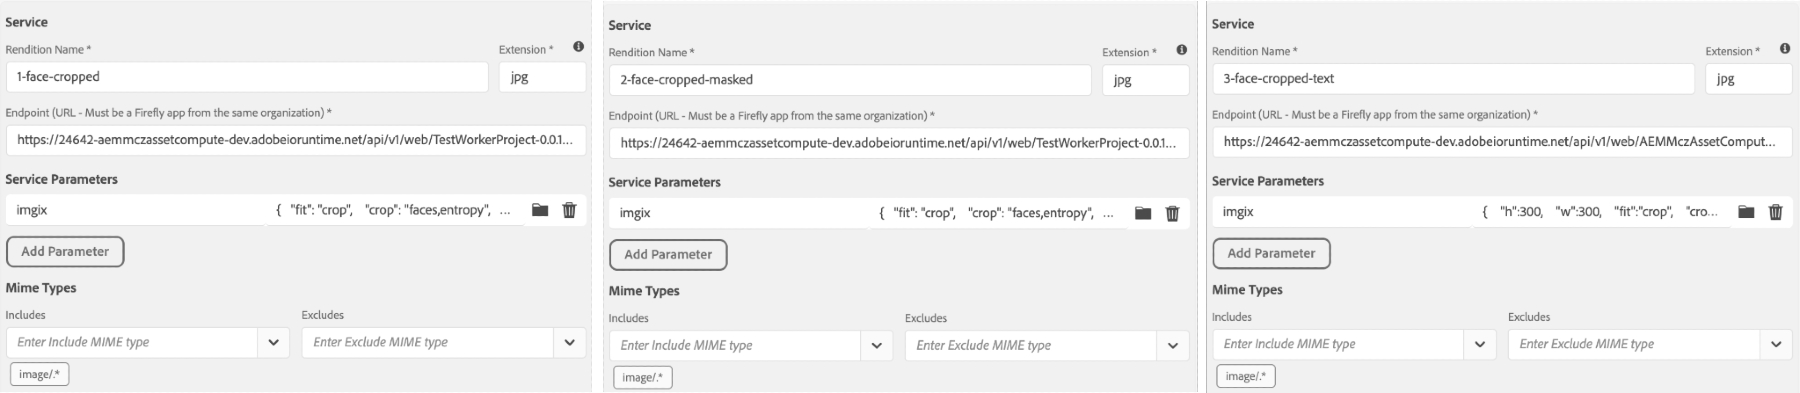 Service
Rendition Name *
Extension *
1-face-cropped
jpg
Endpoint (URL - Must be a Firefly app from the same organization) *
https://24642-aemmczassetcompute-dev.adobeioruntime.net/api/v1/web/TestWorkerProject-0.0.1...
Service Parameters
imgix { "fit": "crop", "crop": "faces,entropy", ...
Add Parameter
Mime Types
Includes
Excludes
Enter Include MIME type
Enter Exclude MIME type
image/.*
Service
Rendition Name *
Extension *
2-face-cropped-masked
jpg
Endpoint (URL - Must be a Firefly app from the same organization) *
https://24642-aemmczassetcompute-dev.adobeioruntime.net/api/v1/web/TestWorkerProject-0.0.1...
Service Parameters
imgix { "fit": "crop", "crop": "faces,entropy", ...
Add Parameter
Mime Types
Includes
Excludes
Enter Include MIME type
Enter Exclude MIME type
image/.*
Service
Rendition Name *
Extension *
3-face-cropped-text
jpg
Endpoint (URL - Must be a Firefly app from the same organization) *
https://24642-aemmczassetcompute-dev.adobeioruntime.net/api/v1/web/AEMMczAssetComput...
Service Parameters
imgix { "h":300, "w":300, "fit":"crop", "cro...
Add Parameter
Mime Types
Includes
Excludes
Enter Include MIME type
Enter Exclude MIME type
image/.*